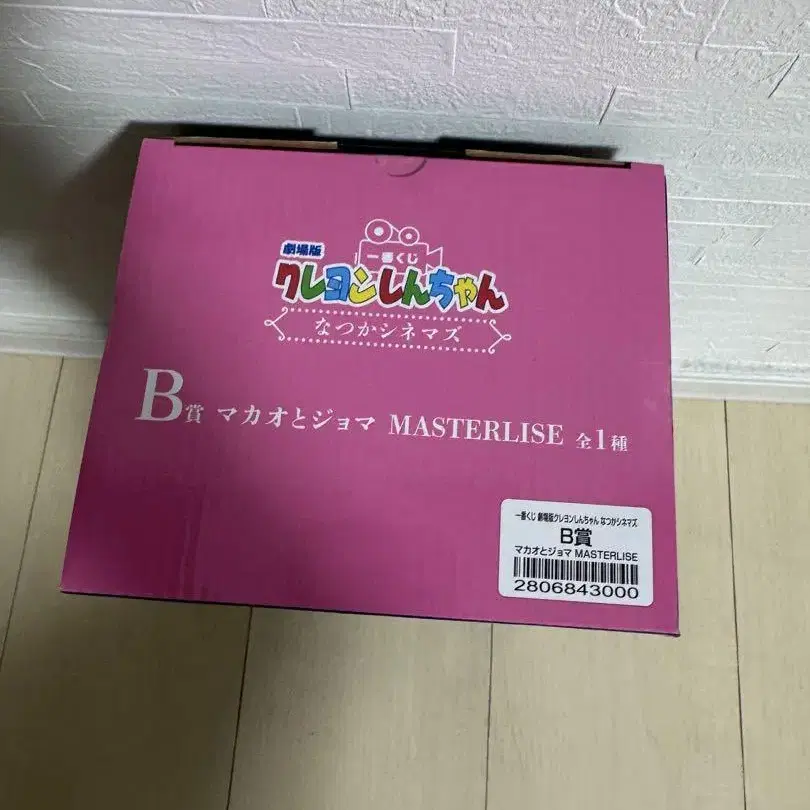 劇場版
一番くじ
クレヨンしんちゃん
なつかシネマズ
B賞 マカオとジョマ MASTERLISE 全1種
一番くじ 劇場版クレヨンしんちゃん なつかシネマズ
B賞
マカオとジョマ MASTERLISE
2806843000